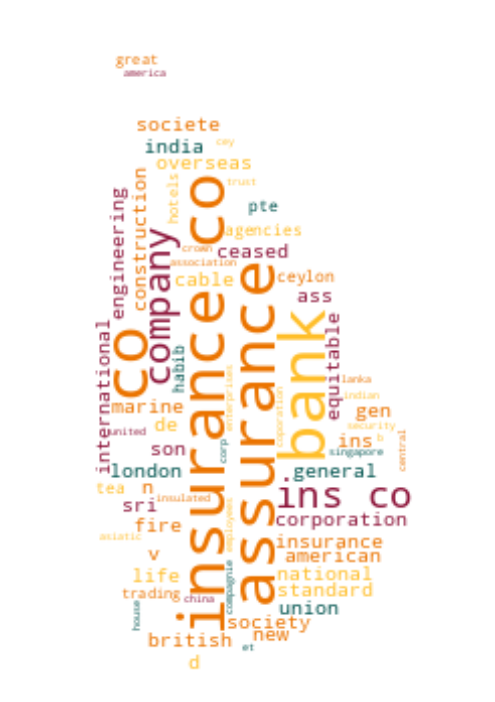 great
america
societe
india
cey
overseas
trust
hotels
construction
engineering
insurance co
pte
agencies
company
crown
ceased
association
cable
ceylon
assurance
ass
co
bank
equitable
international
habib
enterprises
lanka
indian
marine
coporation
gen
de
security
united
son
corp
ins
b
singapore
central
london
general
tea
n
insulated
ins co
sri
fire
employees
corporation
asiatic
v
insurance
american
life
compagnie
national
trading
china
standard
house
union
society
british
new
et
d